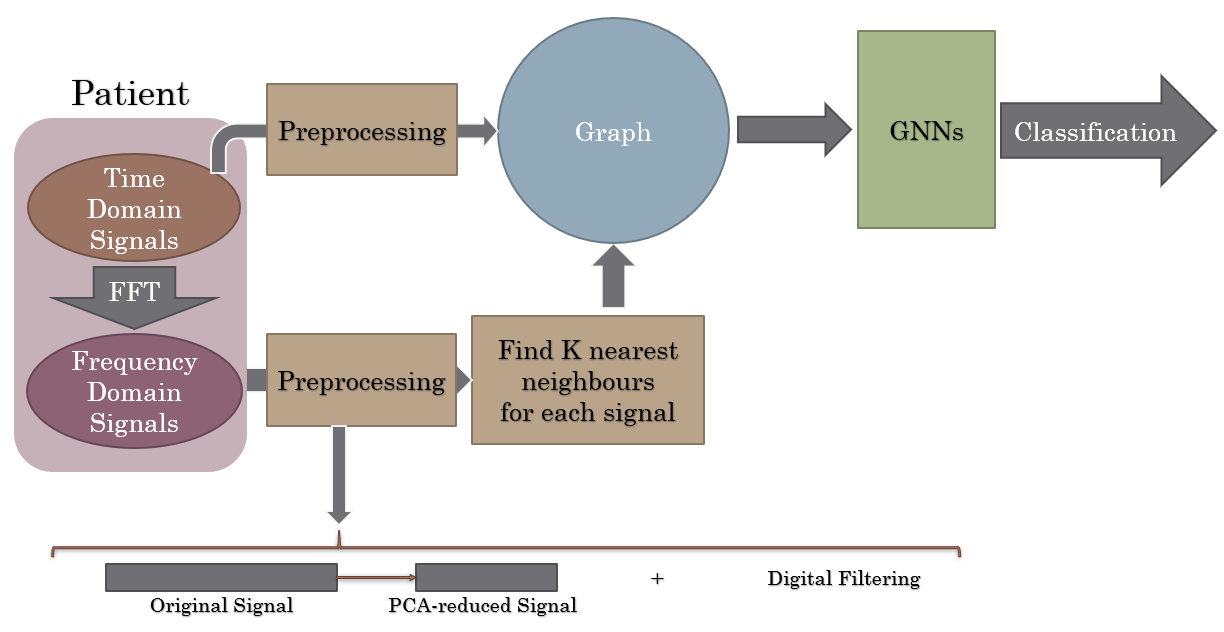 Patient
Time
Domain
Signals
FFT
Frequency
Domain
Signals
Preprocessing
Graph
GNNs
Classification
Preprocessing
Find K nearest
neighbours
for each signal
Original Signal
PCA-reduced Signal
+
Digital Filtering